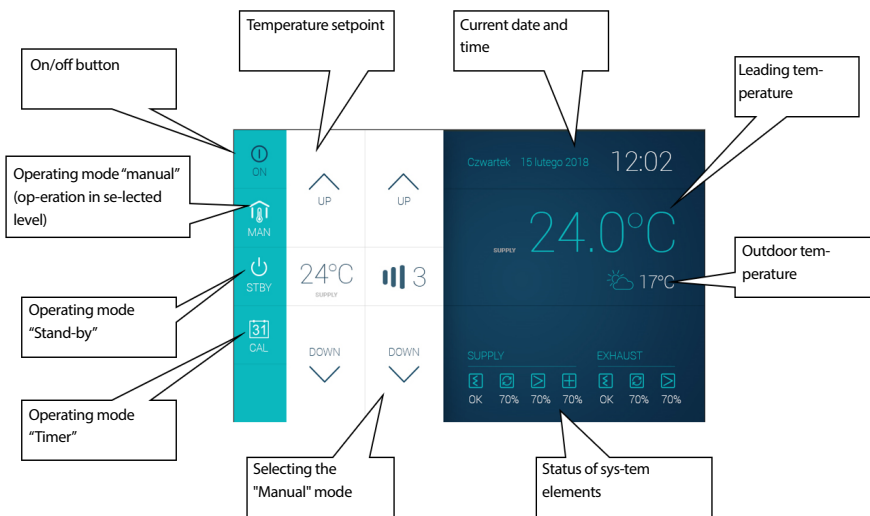 Temperature setpoint
Current date and
time
On/off button
Leading tem-
perature
Operating mode “manual”
(op-eration in se-lected
level)
Outdoor tem-
perature
Operating mode
“Stand-by”
Operating mode
“Timer”
Selecting the
"Manual" mode
Status of sys-tem
elements
ON
MAN
STBY
31
CAL
UP
UP
24°C
SUPPLY
3
DOWN
DOWN
Czwartek 15 lutego 2018 12:02
SUPPLY 24.0°C
17°C
SUPPLY EXHAUST
OK 70% 70% 70% OK 70% 70%